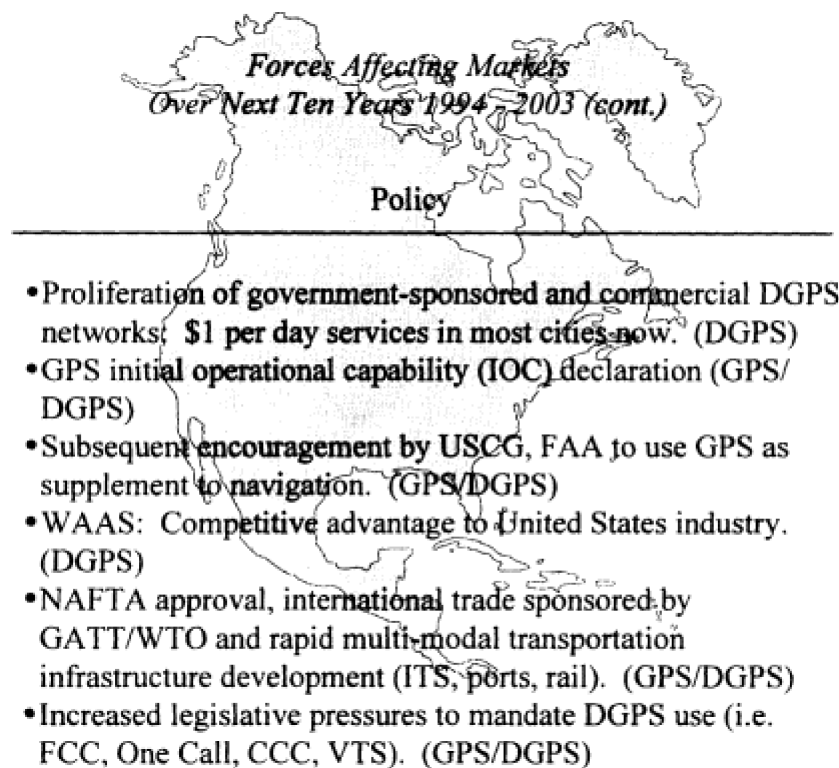 Forces Affecting Markets
Over Next Ten Years 1994 - 2003 (cont.)
Policy
•Proliferation of government-sponsored and commercial DGPS
networks: $1 per day services in most cities now. (DGPS)
•GPS initial operational capability (IOC) declaration (GPS/
DGPS)
•Subsequent encouragement by USCG, FAA to use GPS as
supplement to navigation. (GPS/DGPS)
•WAAS: Competitive advantage to United States industry.
(DGPS)
•NAFTA approval, international trade sponsored by
GATT/WTO and rapid multi-modal transportation
infrastructure development (ITS, ports, rail). (GPS/DGPS)
•Increased legislative pressures to mandate DGPS use (i.e.
FCC, One Call, CCC, VTS). (GPS/DGPS)